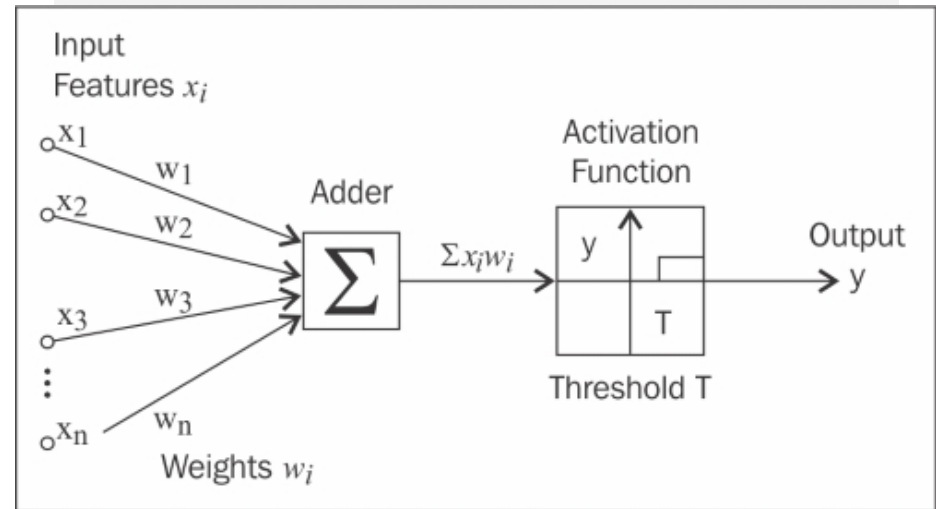 Input
Features xi
x1
w1
x2
w2
x3
w3
xn
wn
Weights wi
Adder
Σ
Σxiwi
Activation
Function
y
T
Threshold T
Output
y